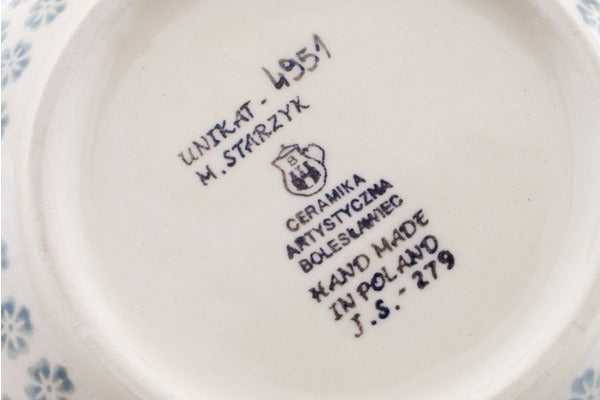 UNIKAT - 4951
M. STARZYK
B
CERAMIKA
ARTYSTYCZNA
BOLESŁAWIEC
HAND MADE
IN POLAND
J.S.-279